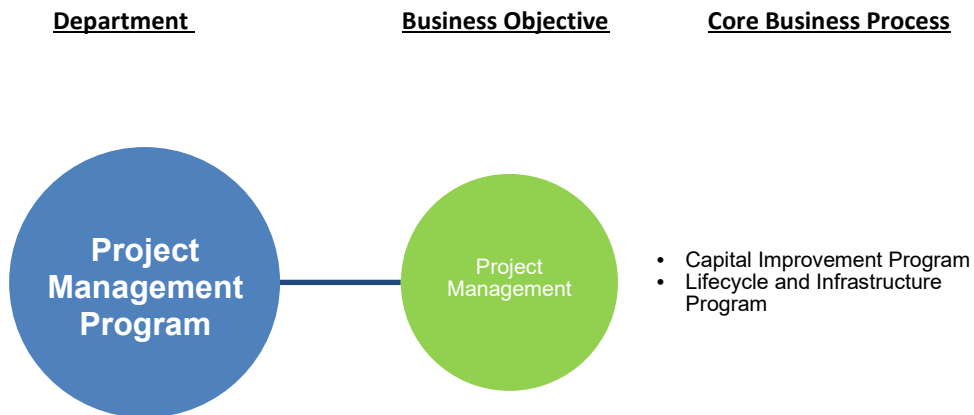 Department
Business Objective
Core Business Process
Project
Management
Program
Project
Management
• Capital Improvement Program
• Lifecycle and Infrastructure
Program